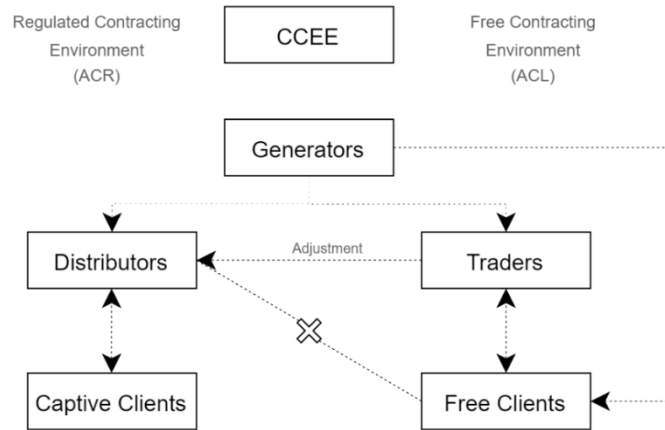 Regulated Contracting
Environment
(ACR)
CCEE
Free Contracting
Environment
(ACL)
Generators
Distributors
Adjustment
Traders
Captive Clients
Free Clients